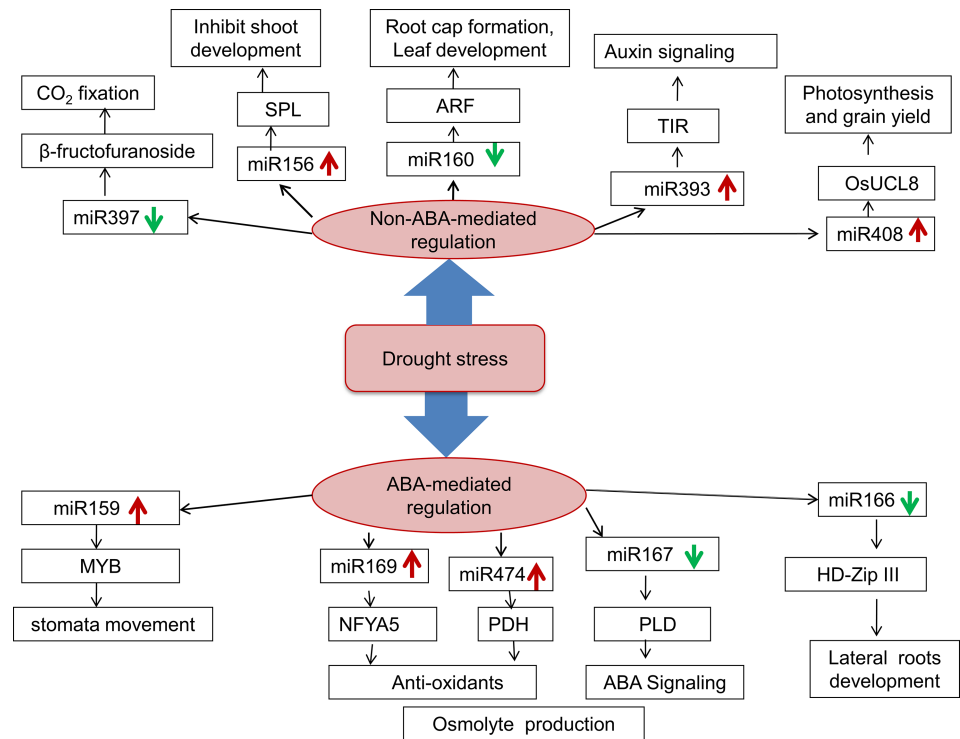 Inhibit shoot
development
Root cap formation,
Leaf development
Auxin signaling
CO₂ fixation
SPL
ARF
TIR
Photosynthesis
and grain yield
β-fructofuranoside
miR156
miR160
miR393
OsUCL8
miR397
Non-ABA-mediated
regulation
miR408
Drought stress
ABA-mediated
regulation
miR159
miR166
MYB
miR169
miR474
miR167
HD-Zip III
stomata movement
NFYA5
PDH
PLD
Lateral roots
development
Anti-oxidants
ABA Signaling
Osmolyte production